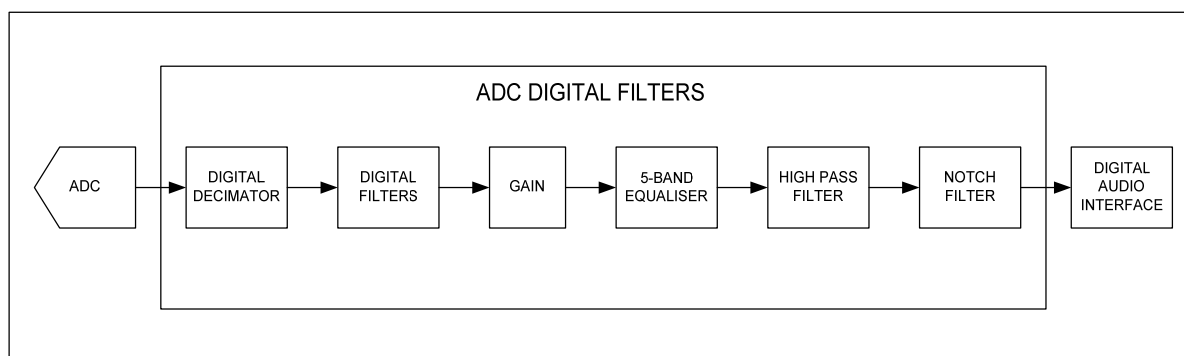 ADC DIGITAL FILTERS
ADC
DIGITAL
DECIMATOR
DIGITAL
FILTERS
GAIN
5-BAND
EQUALISER
HIGH PASS
FILTER
NOTCH
FILTER
DIGITAL
AUDIO
INTERFACE